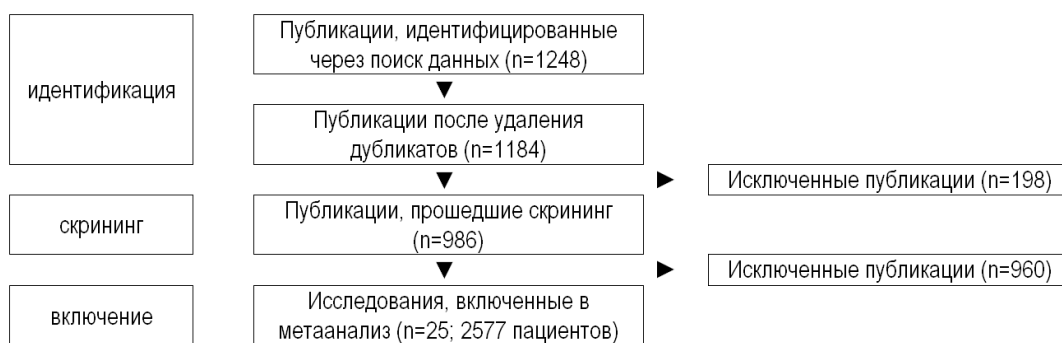 идентификация
Публикации, идентифицированные
через поиск данных (n=1248)
Публикации после удаления
дубликатов (n=1184)
Исключенные публикации (n=198)
скрининг
Публикации, прошедшие скрининг
(n=986)
Исключенные публикации (n=960)
включение
Исследования, включенные в
метаанализ (n=25; 2577 пациентов)